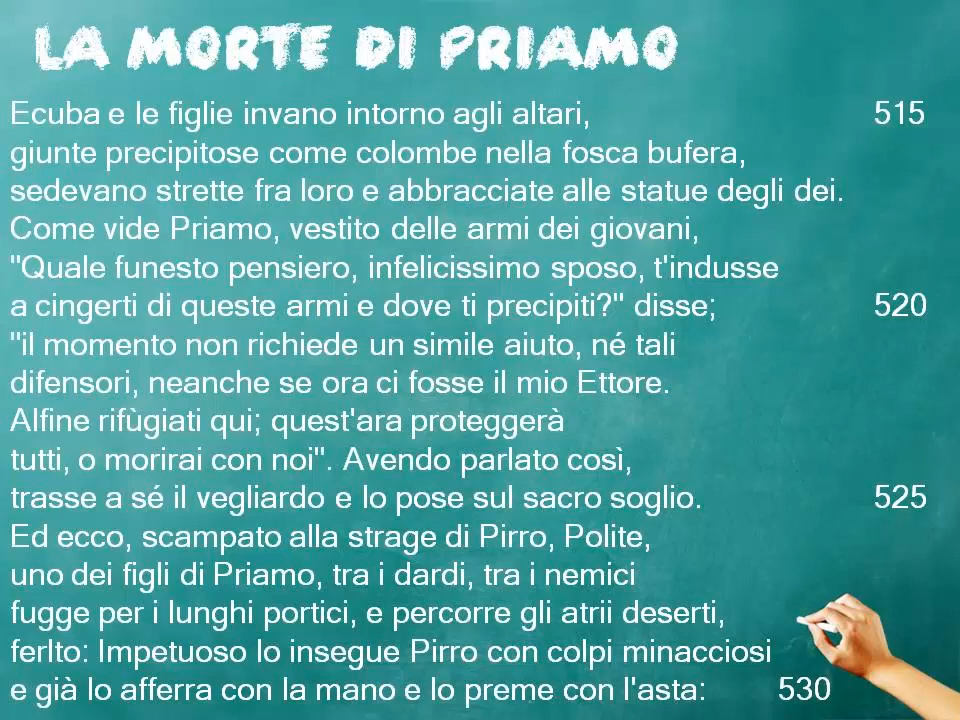 LA MORTE DI PRIAMO
Ecuba e le figlie invano intorno agli altari, 515
giunte precipitose come colombe nella fosca bufera,
sedevano strette fra loro e abbracciate alle statue degli dei.
Come vide Priamo, vestito delle armi dei giovani,
"Quale funesto pensiero, infelicissimo sposo, t'indusse
a cingerti di queste armi e dove ti precipiti?" disse; 520
"il momento non richiede un simile aiuto, né tali
difensori, neanche se ora ci fosse il mio Ettore.
Alfine rifùgiati qui; quest'ara proteggerà
tutti, o morirai con noi". Avendo parlato così,
trasse a sé il vegliardo e lo pose sul sacro soglio. 525
Ed ecco, scampato alla strage di Pirro, Polite,
uno dei figli di Priamo, tra i dardi, tra i nemici
fugge per i lunghi portici, e percorre gli atrii deserti,
ferIto: Impetuoso lo insegue Pirro con colpi minacciosi
e già lo afferra con la mano e lo preme con l'asta: 530